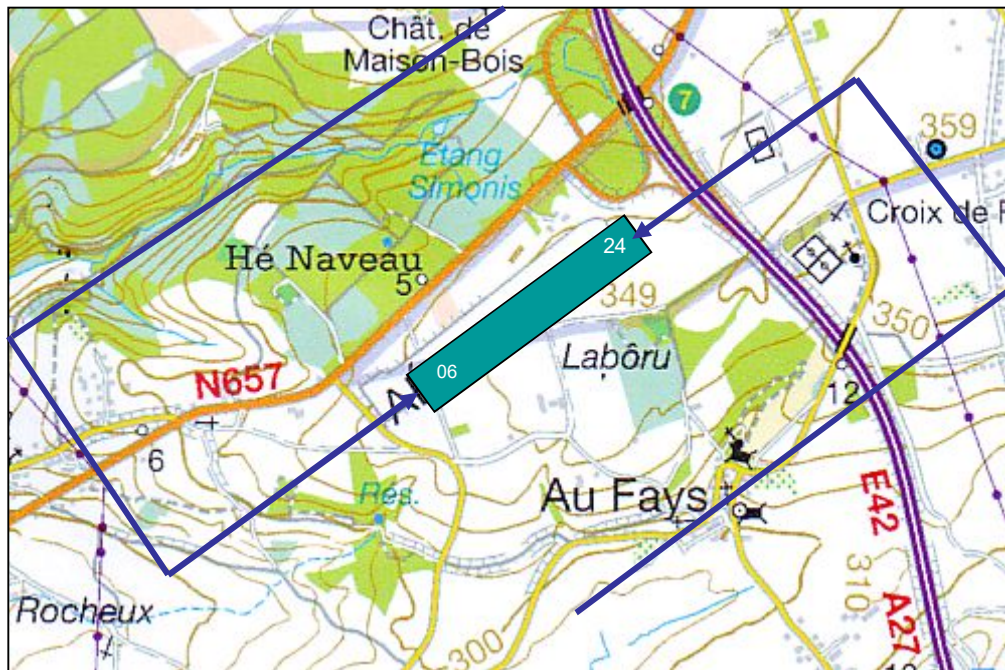 Chât. de
Maison-Bois
7
359
Etang
Simonis
Croix de
24
Hé Naveau
5
349
350
Labôru
N657
06
12
6
Rés.
Au Fays
E42
310
Rocheux
300
A27